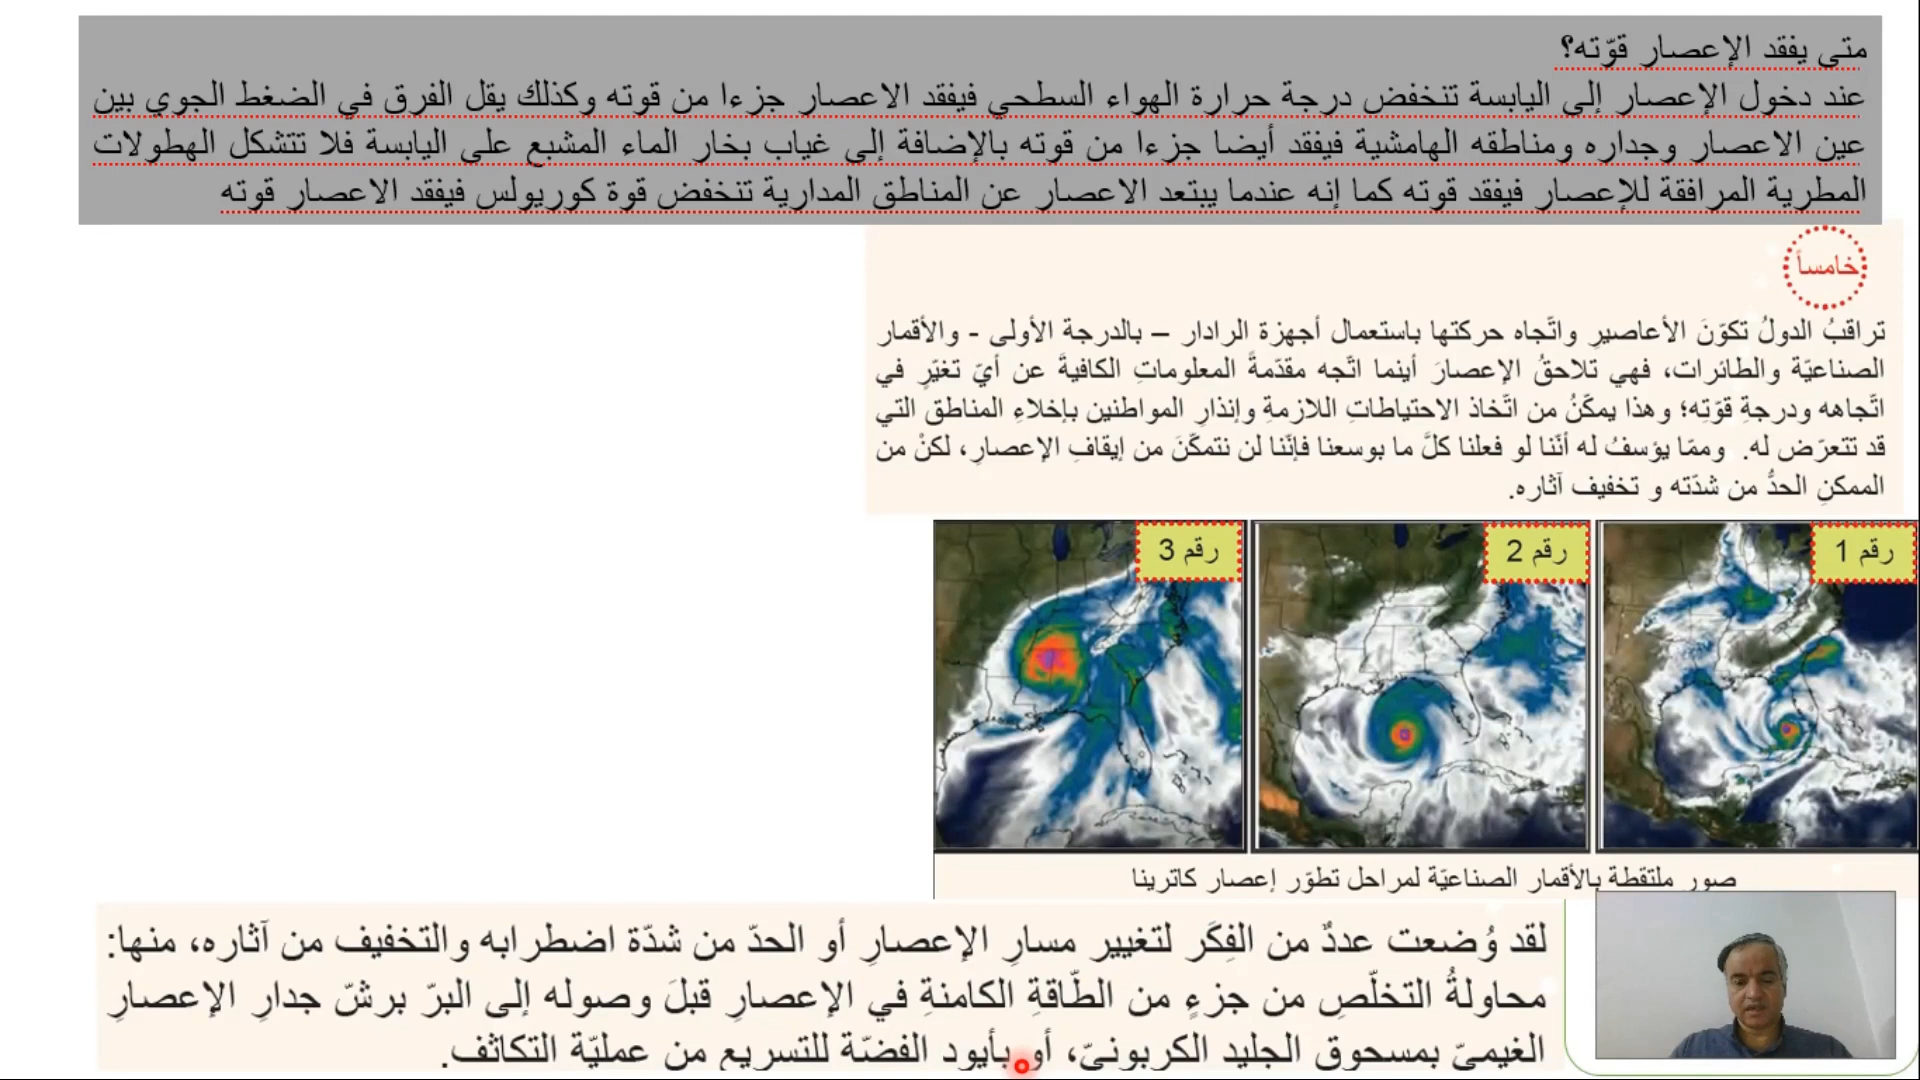 متى يفقد الإعصار قوّته؟
عند دخول الإعصار إلى اليابسة تنخفض درجة حرارة الهواء السطحي فيفقد الاعصار جزءا من قوته وكذلك يقل الفرق في الضغط الجوي بين
عين الاعصار وجداره ومناطقه الهامشية فيفقد أيضا جزءا من قوته بالإضافة إلى غياب بخار الماء المشبع على اليابسة فلا تتشكل الهطولات
المطرية المرافقة للإعصار فيفقد قوته كما إنه عندما يبتعد الاعصار عن المناطق المدارية تنخفض قوة كوريولس فيفقد الاعصار قوته
خامساً
تراقبُ الدولُ تكوّنَ الأعاصيرِ واتّجاه حركتها باستعمال أجهزة الرادار – بالدرجة الأولى - والأقمار
الصناعيّة والطائرات، فهي تلاحقُ الإعصارَ أينما اتّجه مقدّمةً المعلوماتِ الكافيةَ عن أيّ تغيّرٍ في
اتّجاهه ودرجةِ قوّتِه؛ وهذا يمكّنُ من اتّخاذ الاحتياطاتِ اللازمةِ وإنذارِ المواطنين بإخلاءِ المناطق التي
قد تتعرّض له. وممّا يؤسفُ له أنّنا لو فعلنا كلَّ ما بوسعنا فإنّنا لن نتمكّنَ من إيقافِ الإعصارِ، لكنْ من
الممكنِ الحدُّ من شدّته و تخفيف آثاره.
رقم 1
رقم 2
رقم 3
صور ملتقطة بالأقمار الصناعيّة لمراحل تطوّر إعصار كاترينا
لقد وُضعت عددٌ من الفِكَر لتغيير مسارِ الإعصارِ أو الحدّ من شدّة اضطرابه والتخفيف من آثاره، منها:
محاولةُ التخلّصِ من جزءٍ من الطّاقةِ الكامنةِ في الإعصارِ قبلَ وصوله إلى البرّ برشّ جدارِ الإعصارِ
الغيميّ بمسحوق الجليد الكربونيّ، أو بأيود الفضّة للتسريع من عمليّة التكاثف.